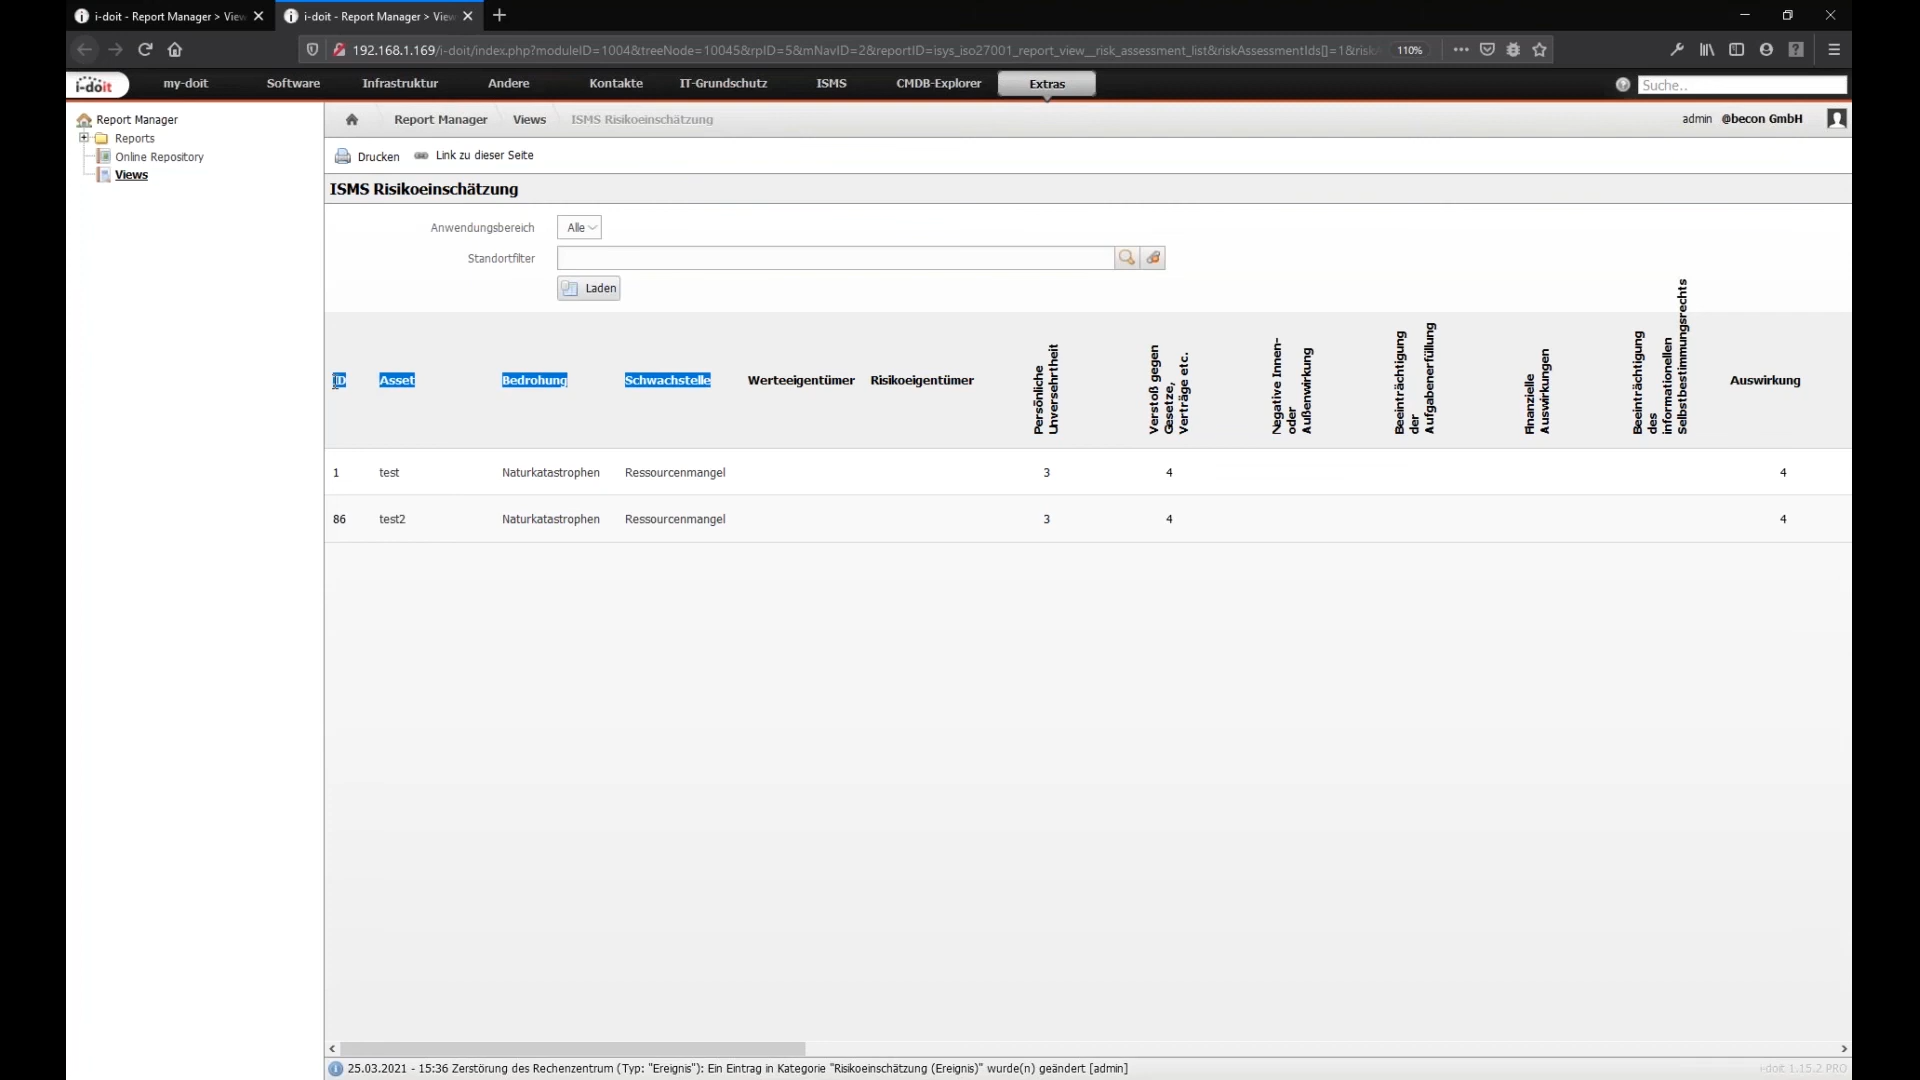 i-doit - Report Manager > View
i-doit - Report Manager > View
192.168.1.169/i-doit/index.php?moduleID=1004&treeNode=10045&rpID=5&mNavID=2&reportID=isys_iso27001_report_view__risk_assessment_list&riskAssessmentIds[]=1&risk
110%
i-doit
my-doit
Software
Infrastruktur
Andere
Kontakte
IT-Grundschutz
ISMS
CMDB-Explorer
Extras
Suche..
Report Manager
Reports
Online Repository
Views
Report Manager
Views
ISMS Risikoeinschätzung
admin @becon GmbH
Drucken
Link zu dieser Seite
ISMS Risikoeinschätzung
Anwendungsbereich
Alle
Standortfilter
Laden
ID
Asset
Bedrohung
Schwachstelle
Werteeigentümer
Risikoeigentümer
Persönliche
Unversehrtheit
Verstoß gegen
Gesetze,
Verträge etc.
Negative Innen-
oder
Außenwirkung
Beeinträchtigung
der
Aufgabenerfüllung
Finanzielle
Auswirkungen
Beeinträchtigung
des
informationellen
Selbstbestimmungsrechts
Auswirkung
1 test Naturkatastrophen Ressourcenmangel 3 4 4
86 test2 Naturkatastrophen Ressourcenmangel 3 4 4
25.03.2021 - 15:36 Zerstörung des Rechenzentrum (Typ: "Ereignis"): Ein Eintrag in Kategorie "Risikoeinschätzung (Ereignis)" wurde(n) geändert [admin]
i-doit 1.15.2 PRO